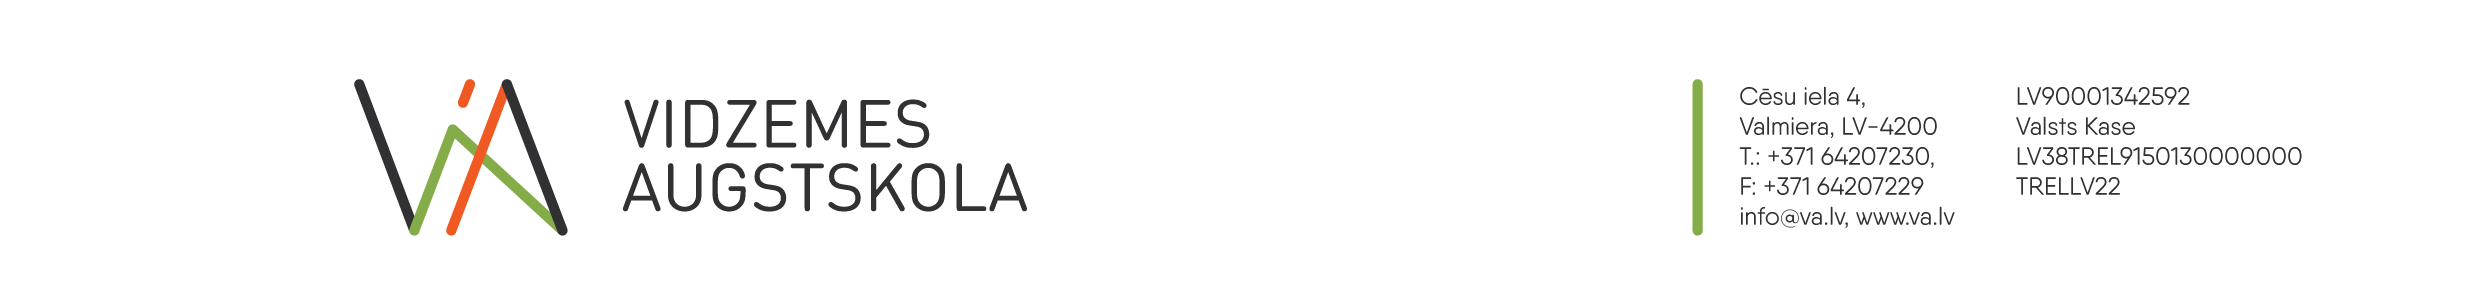 VIA
VIDZEMES
AUGSTSKOLA
Cēsu iela 4,
Valmiera, LV-4200
T.: +371 64207230,
F: +371 64207229
info@va.lv, www.va.lv
LV90001342592
Valsts Kase
LV38TREL9150130000000
TRELLV22